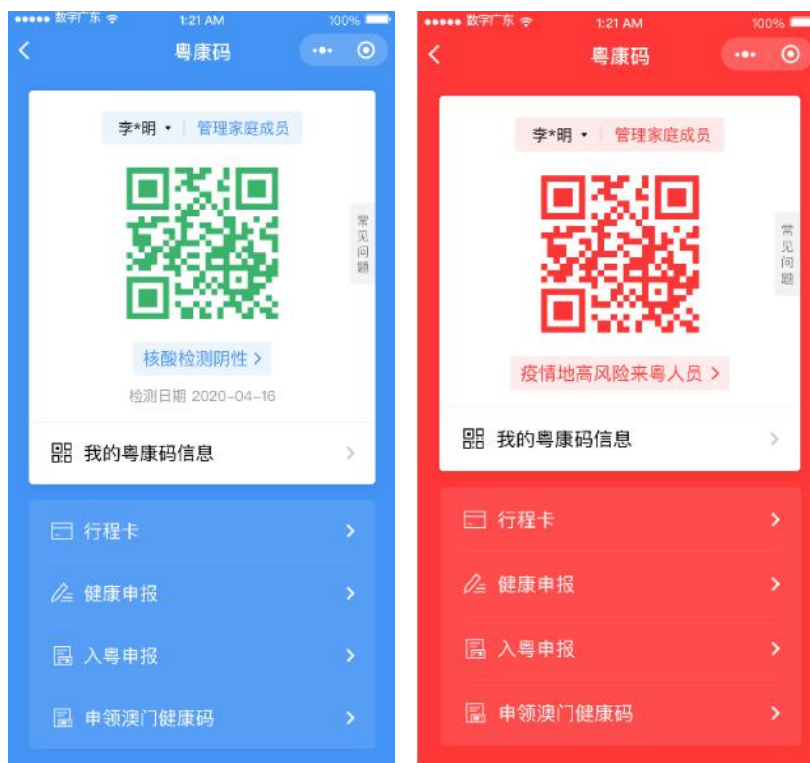 数字广东
1:21 AM
100%
粤康码
李*明
管理家庭成员
常见问题
核酸检测阴性 >
检测日期 2020-04-16
我的粤康码信息
行程卡
健康申报
入粤申报
申领澳门健康码
数字广东
1:21 AM
100%
粤康码
李*明
管理家庭成员
常见问题
疫情地高风险来粤人员 >
我的粤康码信息
行程卡
健康申报
入粤申报
申领澳门健康码